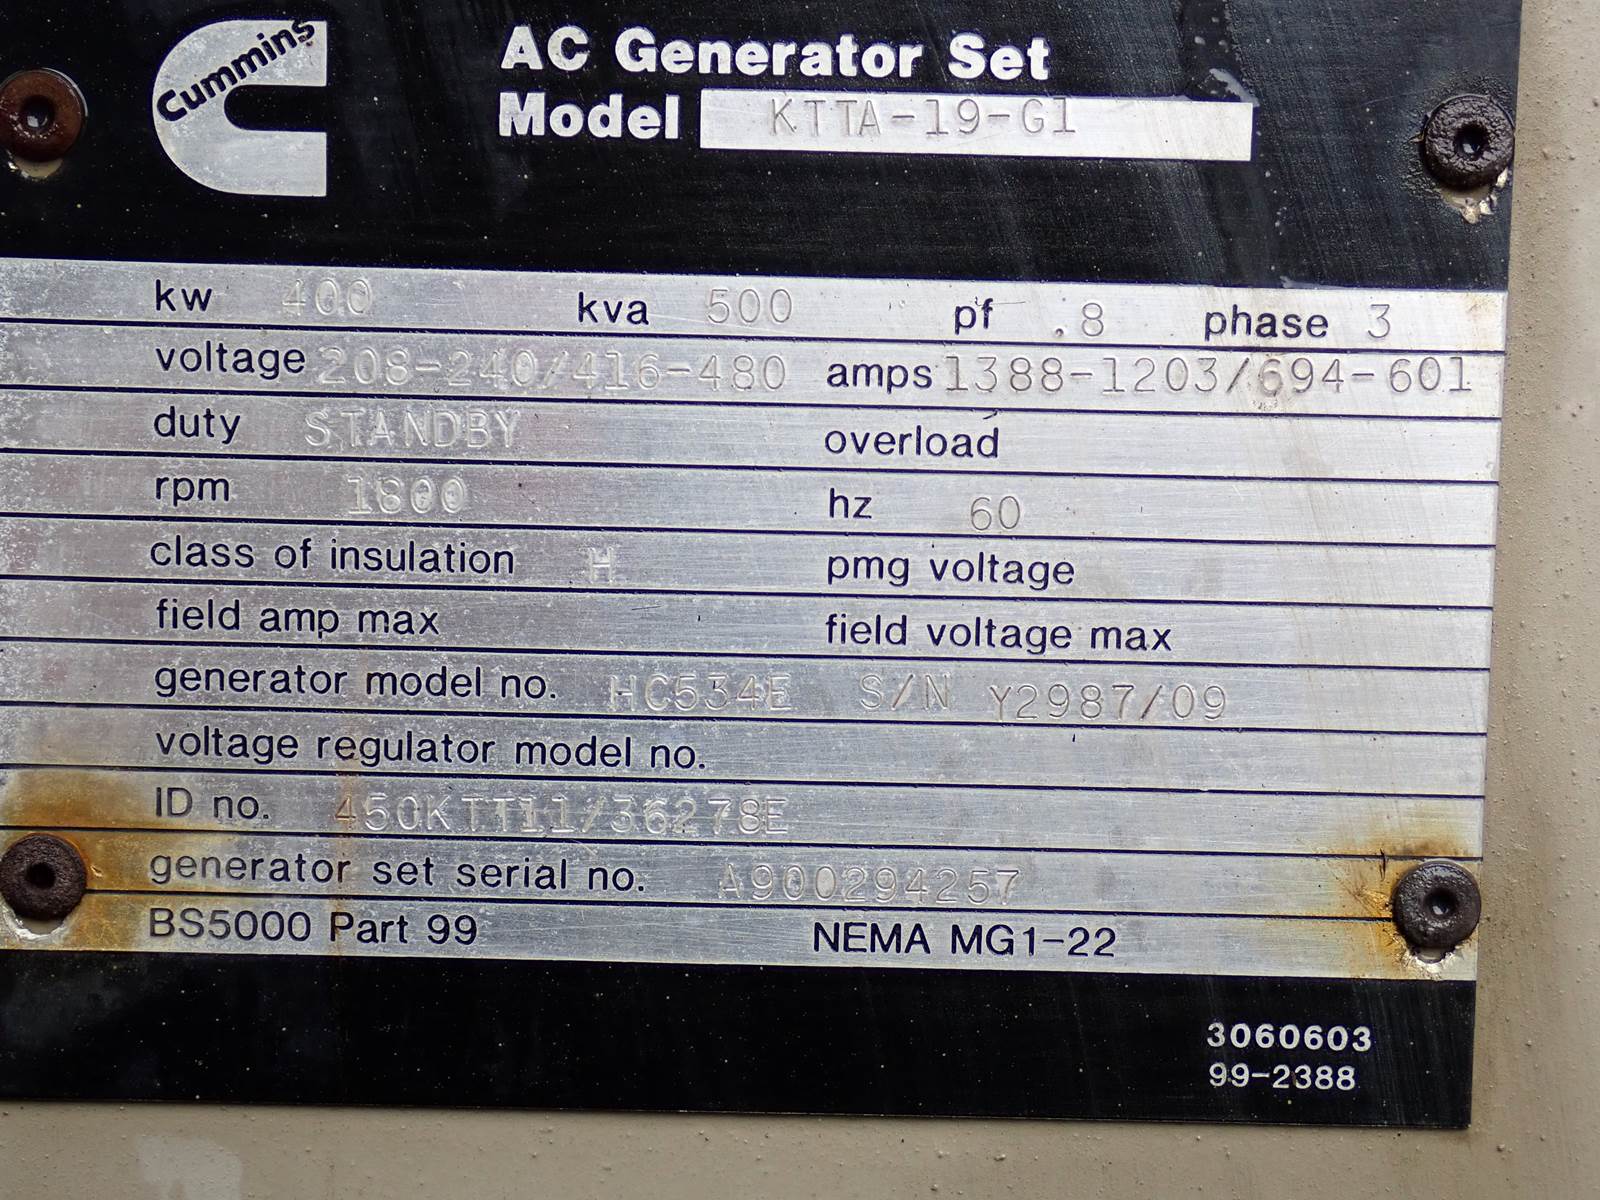 Cummins
AC Generator Set
Model KTTA-19-G1
kw 400 kva 500 pf .8 phase 3
voltage 208-240/416-480 amps 1388-1203/694-601
duty STANDBY overload
rpm 1800 hz 60
class of insulation H pmg voltage
field amp max field voltage max
generator model no. HC534E S/N Y2987/09
voltage regulator model no.
ID no. 450KTT11/36278E
generator set serial no. A900294257
BS5000 Part 99 NEMA MG1-22
3060603
99-2388